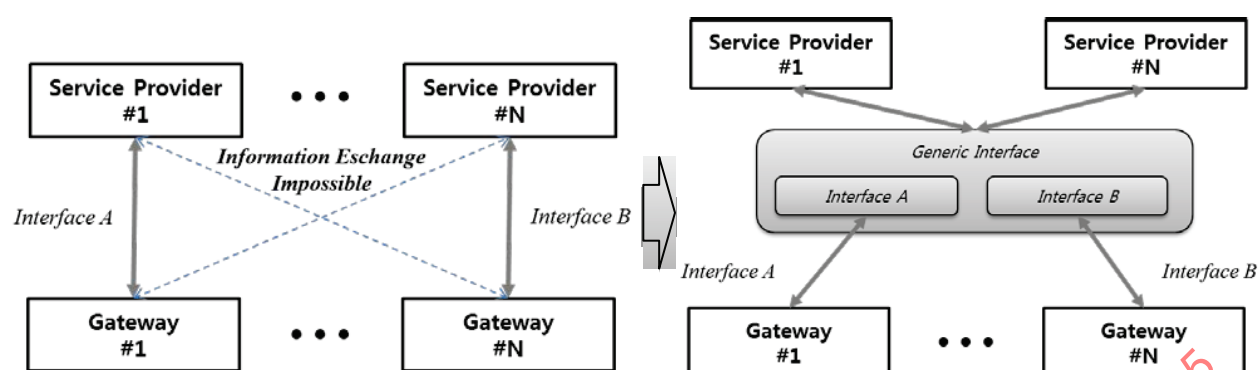 Service Provider
#1
Service Provider
#N
Information Eschange
Impossible
Interface A
Interface B
Gateway
#1
Gateway
#N
Service Provider
#1
Service Provider
#N
Generic Interface
Interface A
Interface B
Interface A
Interface B
Gateway
#1
Gateway
#N
5